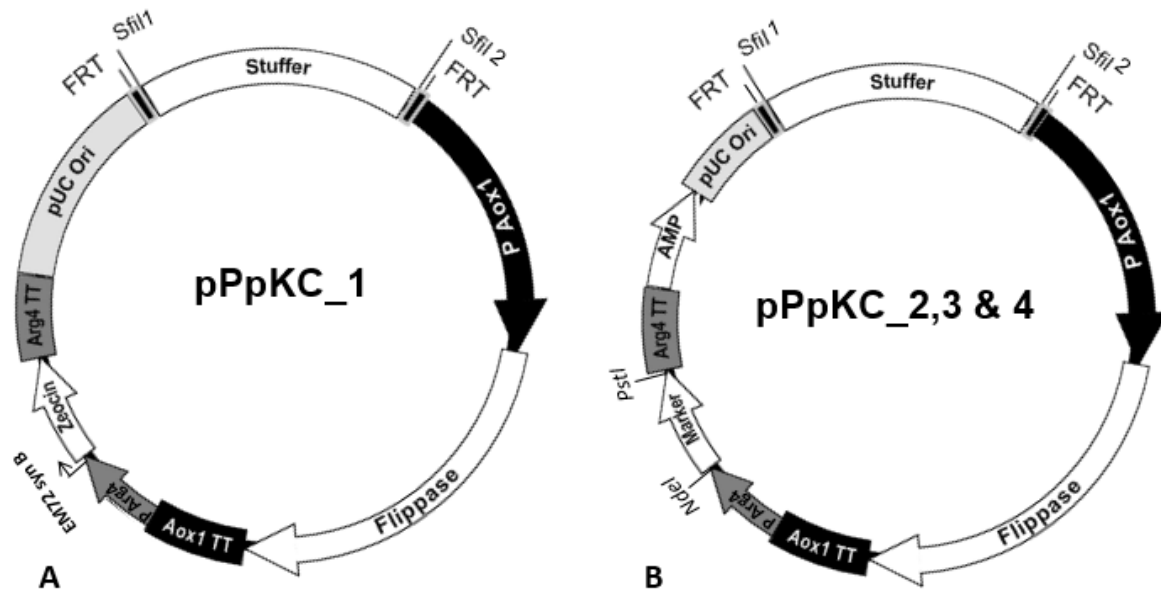 SfiI1
FRT
Stuffer
SfiI 2
FRT
P Aox1
Flippase
Aox1 TT
P Arg4
EM72 syn B
Zeocin
Arg4 TT
pUC Ori
pPpKC_1
A
SfiI 1
FRT
Stuffer
SfiI 2
FRT
P Aox1
Flippase
Aox1 TT
P Arg4
NdeI
Marker
PstI
Arg4 TT
AMP
pUC Ori
pPpKC_2,3 & 4
B